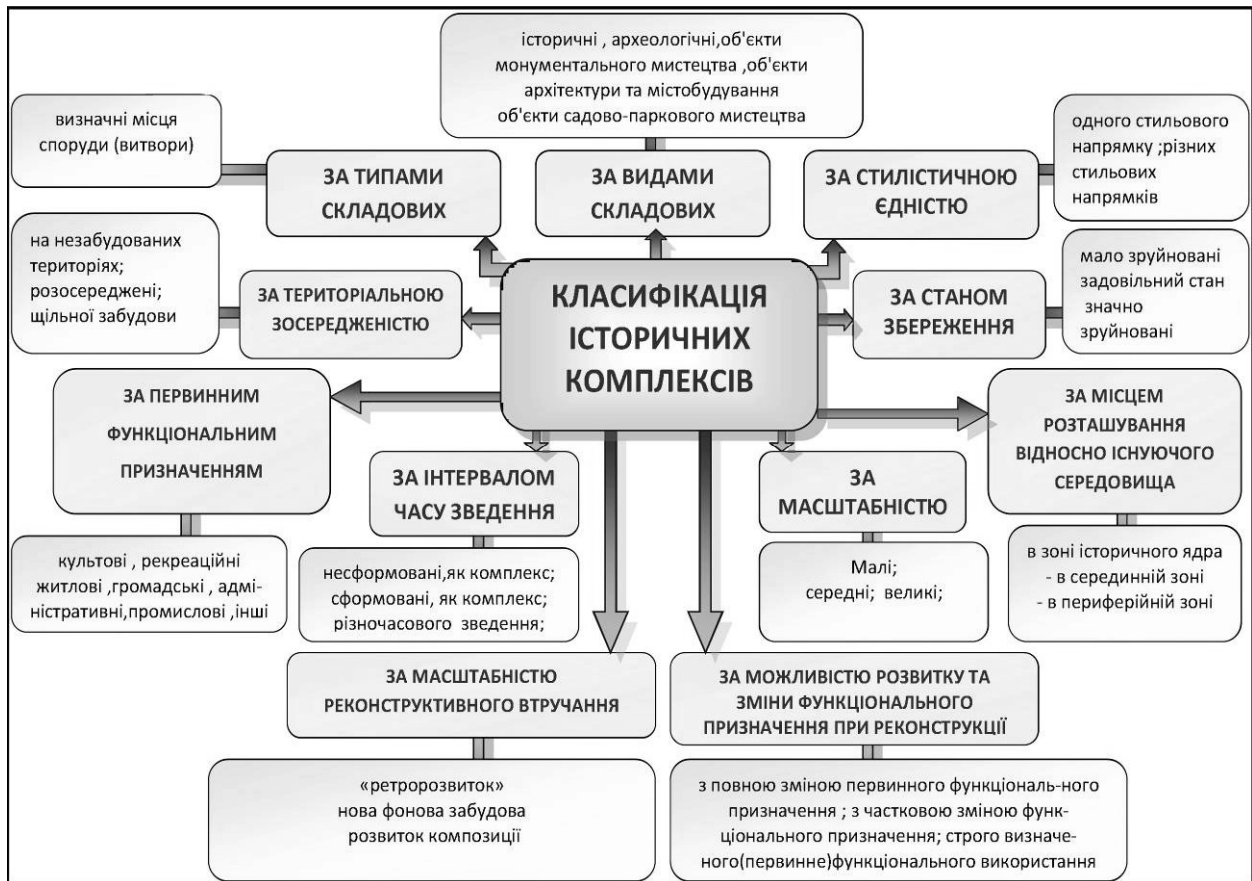 історичні , археологічні,об'єкти
монументального мистецтва ,об'єкти
архітектури та містобудування
об'єкти садово-паркового мистецтва
визначні місця
споруди (витвори)
ЗА ТИПАМИ
СКЛАДОВИХ
ЗА ВИДАМИ
СКЛАДОВИХ
ЗА СТИЛІСТИЧНОЮ
ЄДНІСТЮ
одного стильового
напрямку ;різних
стильових
напрямків
на незабудованих
територіях;
розосереджені;
щільної забудови
ЗА ТЕРИТОРІАЛЬНОЮ
ЗОСЕРЕДЖЕНІСТЮ
КЛАСИФІКАЦІЯ
ІСТОРИЧНИХ
КОМПЛЕКСІВ
ЗА СТАНОМ
ЗБЕРЕЖЕННЯ
мало зруйновані
задовільний стан
значно
зруйновані
ЗА ПЕРВИННИМ
ФУНКЦІОНАЛЬНИМ
ПРИЗНАЧЕННЯМ
ЗА ІНТЕРВАЛОМ
ЧАСУ ЗВЕДЕННЯ
ЗА
МАСШТАБНІСТЮ
ЗА МІСЦЕМ
РОЗТАШУВАННЯ
ВІДНОСНО ІСНУЮЧОГО
СЕРЕДОВИЩА
культові , рекреаційні
житлові ,громадські , адмі-
ністративні,промислові ,інші
несформовані,як комплекс;
сформовані, як комплекс;
різночасового зведення;
Малі;
середні; великі;
в зоні історичного ядра
- в серединній зоні
- в периферійній зоні
ЗА МАСШТАБНІСТЮ
РЕКОНСТРУКТИВНОГО ВТРУЧАННЯ
ЗА МОЖЛИВІСТЮ РОЗВИТКУ ТА
ЗМІНИ ФУНКЦІОНАЛЬНОГО
ПРИЗНАЧЕННЯ ПРИ РЕКОНСТРУКЦІЇ
«ретророзвиток»
нова фонова забудова
розвиток композиції
з повною зміною первинного функціональ-ного
призначення ; з частковою зміною функ-
ціонального призначення; строго визначе-
ного(первинне)функціонального використання